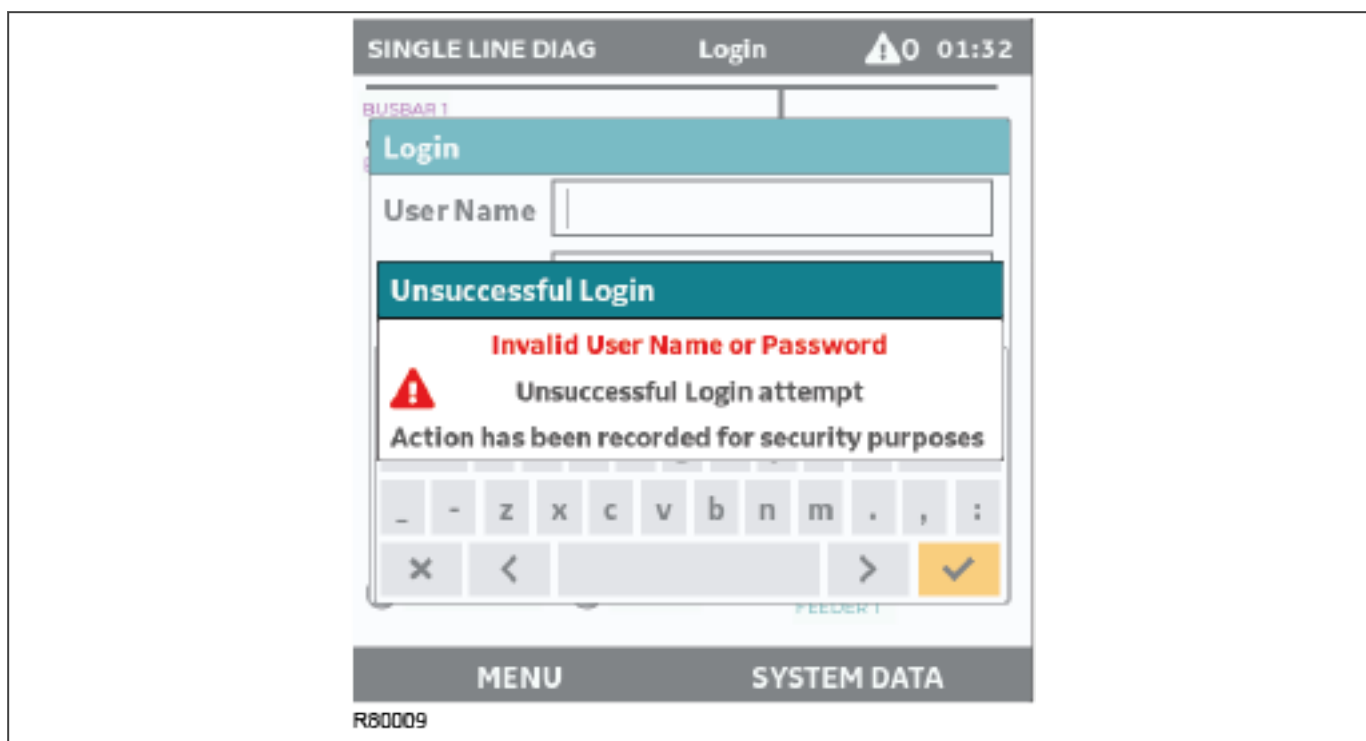 SINGLE LINE DIAG Login 0 01:32
BUSBAR 1
Login
User Name
Unsuccessful Login
Invalid User Name or Password
Unsuccessful Login attempt
Action has been recorded for security purposes
_ - z x c v b n m . , :
FEEDER 1
MENU SYSTEM DATA
R80009